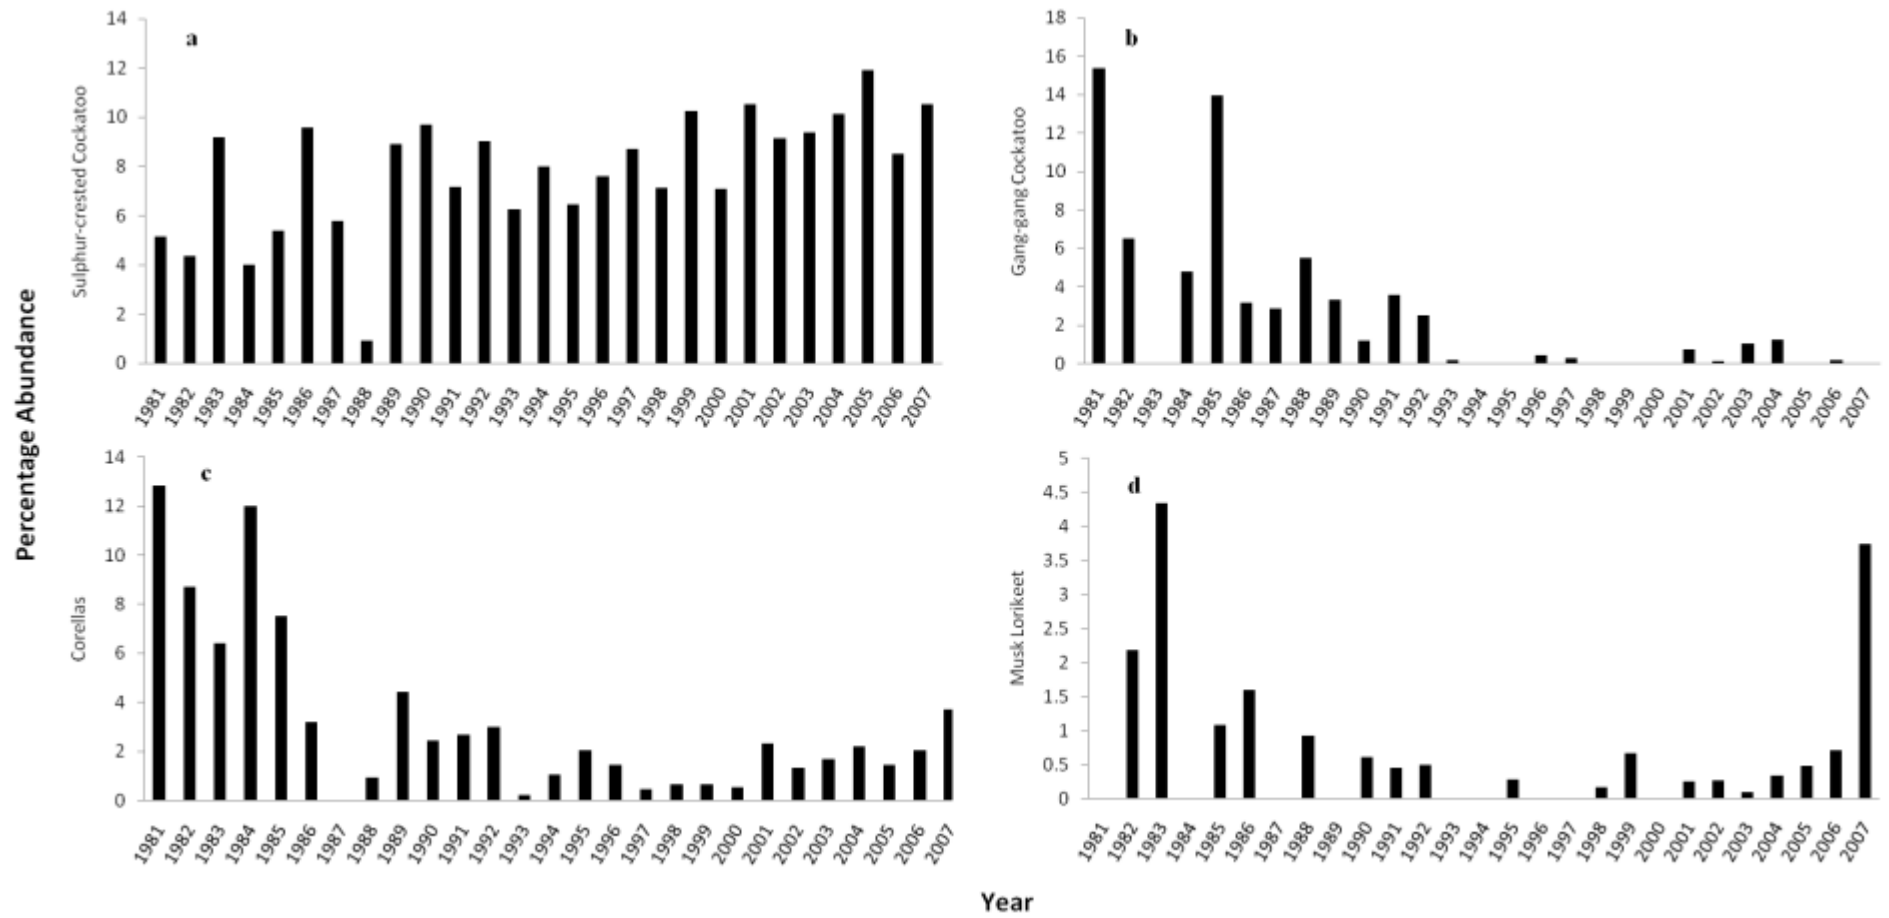 Percentage Abundance
a
Sulphur-crested Cockatoo
14
12
10
8
6
4
2
0
1981 1982 1983 1984 1985 1986 1987 1988 1989 1990 1991 1992 1993 1994 1995 1996 1997 1998 1999 2000 2001 2002 2003 2004 2005 2006 2007
b
Gang-gang Cockatoo
18
16
14
12
10
8
6
4
2
0
1981 1982 1983 1984 1985 1986 1987 1988 1989 1990 1991 1992 1993 1994 1995 1996 1997 1998 1999 2000 2001 2002 2003 2004 2005 2006 2007
c
Corellas
14
12
10
8
6
4
2
0
1981 1982 1983 1984 1985 1986 1987 1988 1989 1990 1991 1992 1993 1994 1995 1996 1997 1998 1999 2000 2001 2002 2003 2004 2005 2006 2007
d
Musk Lorikeet
5
4.5
4
3.5
3
2.5
2
1.5
1
0.5
0
1981 1982 1983 1984 1985 1986 1987 1988 1989 1990 1991 1992 1993 1994 1995 1996 1997 1998 1999 2000 2001 2002 2003 2004 2005 2006 2007
Year